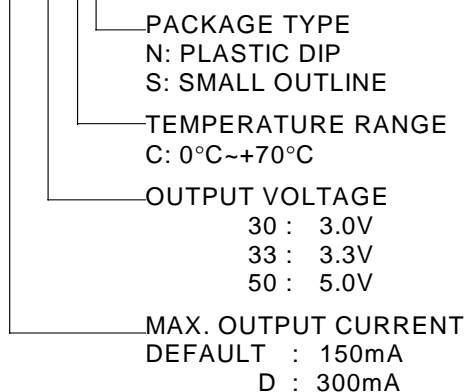 PACKAGE TYPE
N: PLASTIC DIP
S: SMALL OUTLINE
TEMPERATURE RANGE
C: 0°C~+70°C
OUTPUT VOLTAGE
30 : 3.0V
33 : 3.3V
50 : 5.0V
MAX. OUTPUT CURRENT
DEFAULT : 150mA
D : 300mA